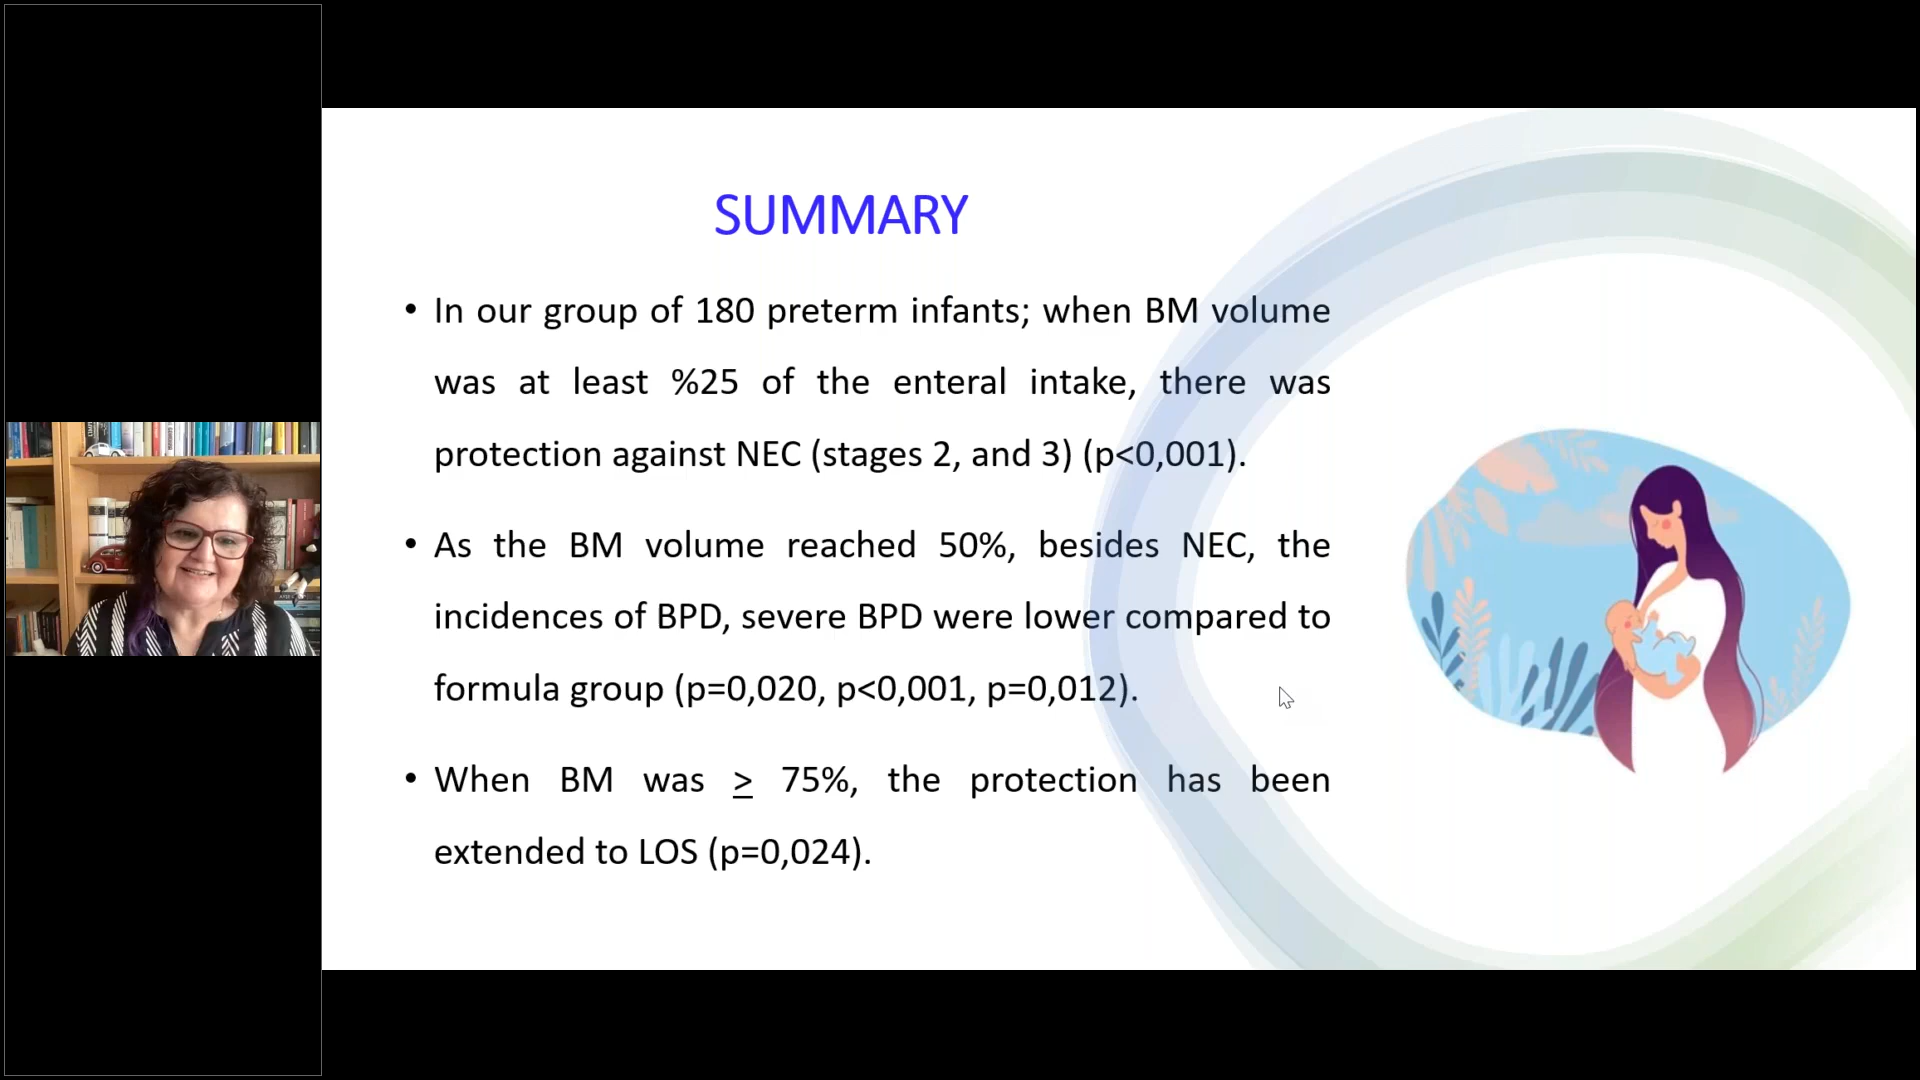 SUMMARY
• In our group of 180 preterm infants; when BM volume
was at least %25 of the enteral intake, there was
protection against NEC (stages 2, and 3) (p<0,001).
• As the BM volume reached 50%, besides NEC, the
incidences of BPD, severe BPD were lower compared to
formula group (p=0,020, p<0,001, p=0,012).
• When BM was ≥ 75%, the protection has been
extended to LOS (p=0,024).